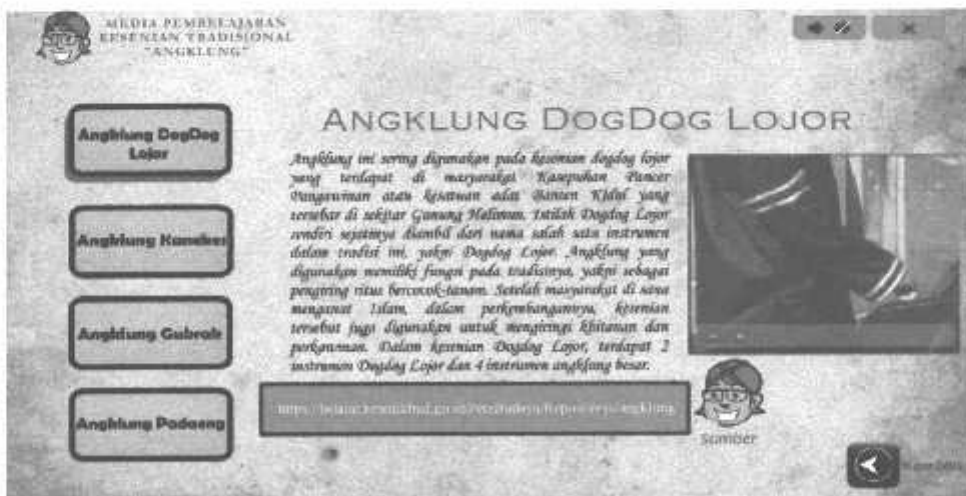 MEDIA PEMBELAJARAN
KESENIAN TRADISIONAL
"ANGKLUNG"
Angklung DogDog
Lojor
Angklung Kanekes
Angklung Gubrak
Angklung Padaeng
ANGKLUNG DOGDOG LOJOR
Angklung ini sering digunakan pada kesenian dogdog lojor
yang terdapat di masyarakat Kasepuhan Pancer
Pangawinan atau kesatuan adat Banten Kidul yang
tersebar di sekitar Gunung Halimun. Istilah Dogdog Lojor
sendiri sejatinya diambil dari nama salah satu instrumen
dalam tradisi ini, yakni Dogdog Lojor. Angklung yang
digunakan memiliki fungsi pada tradisinya, yakni sebagai
pengiring ritus bercocok-tanam. Setelah masyarakat di sana
menganut Islam, dalam perkembangannya, kesenian
tersebut juga digunakan untuk mengiringi khitanan dan
perkawinan. Dalam kesenian Dogdog Lojor, terdapat 2
instrumen Dogdog Lojor dan 4 instrumen angklung besar.
sumber